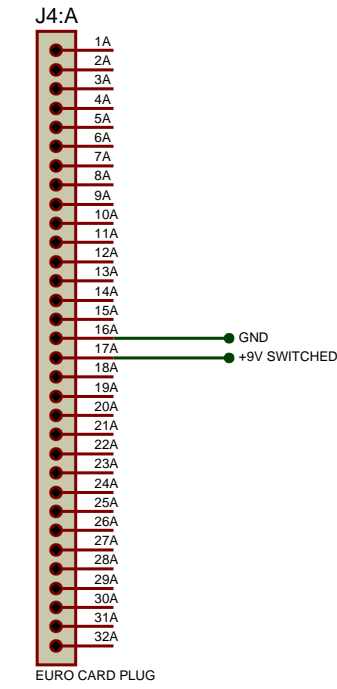 J4:A
1A
2A
3A
4A
5A
6A
7A
8A
9A
10A
11A
12A
13A
14A
15A
16A
GND
17A
+9V SWITCHED
18A
19A
20A
21A
22A
23A
24A
25A
26A
27A
28A
29A
30A
31A
32A
EURO CARD PLUG